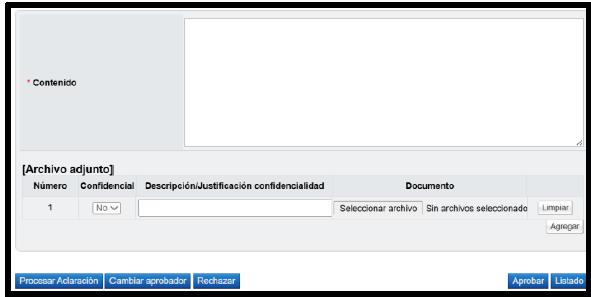 * Contenido
[Archivo adjunto]
Número Confidencial Descripción/Justificación confidencialidad Documento
1 No Seleccionar archivo Sin archivos seleccionado Limpiar
Agregar
Procesar Aclaración Cambiar aprobador Rechazar Aprobar Listado